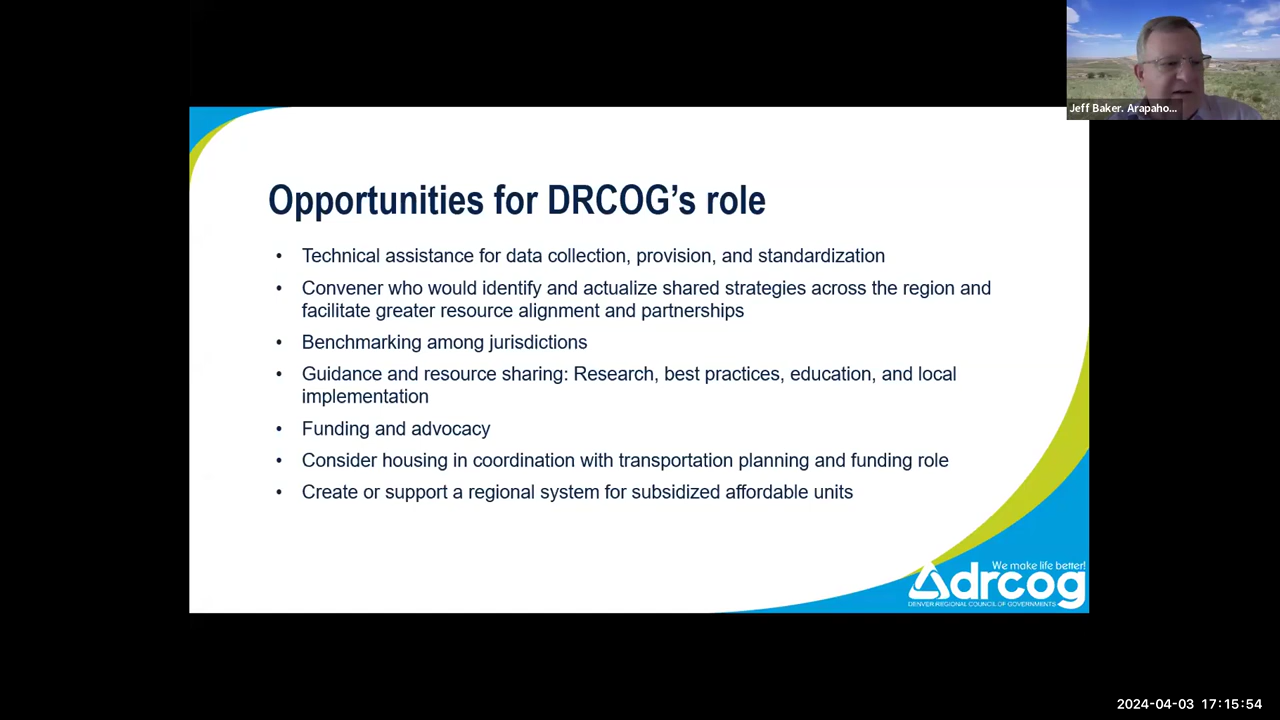 Jeff Baker. Arapaho...
Opportunities for DRCOG's role
• Technical assistance for data collection, provision, and standardization
• Convener who would identify and actualize shared strategies across the region and
facilitate greater resource alignment and partnerships
• Benchmarking among jurisdictions
• Guidance and resource sharing: Research, best practices, education, and local
implementation
• Funding and advocacy
• Consider housing in coordination with transportation planning and funding role
• Create or support a regional system for subsidized affordable units
We make life better!
drcog
DENVER REGIONAL COUNCIL OF GOVERNMENTS
2024-04-03 17:15:54